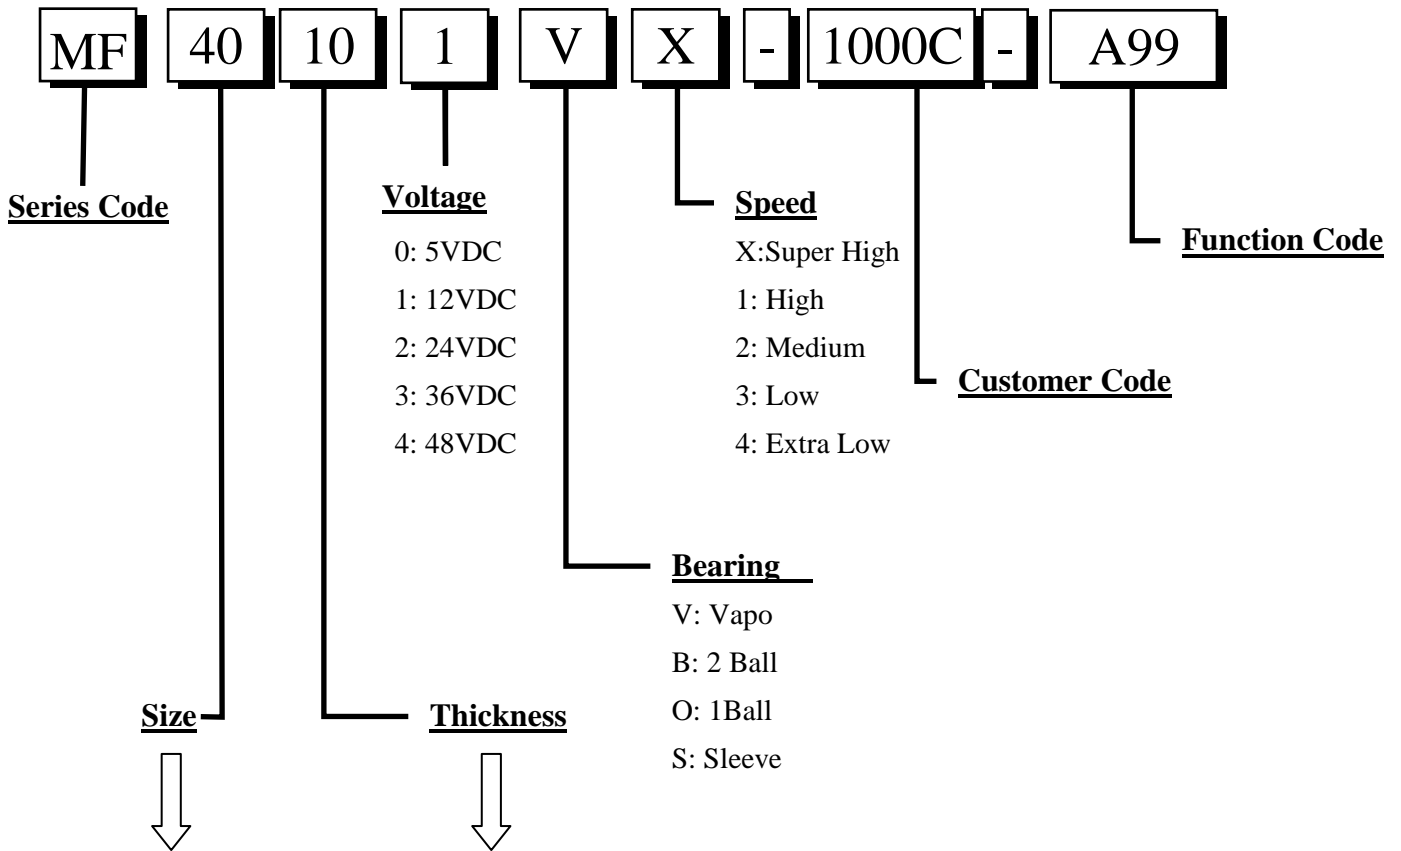 MF 40 10 1 V X - 1000C - A99
Series Code
Voltage
0: 5VDC
1: 12VDC
2: 24VDC
3: 36VDC
4: 48VDC
Speed
X:Super High
1: High
2: Medium
3: Low
4: Extra Low
Function Code
Customer Code
Bearing
V: Vapo
B: 2 Ball
O: 1Ball
S: Sleeve
Size
Thickness